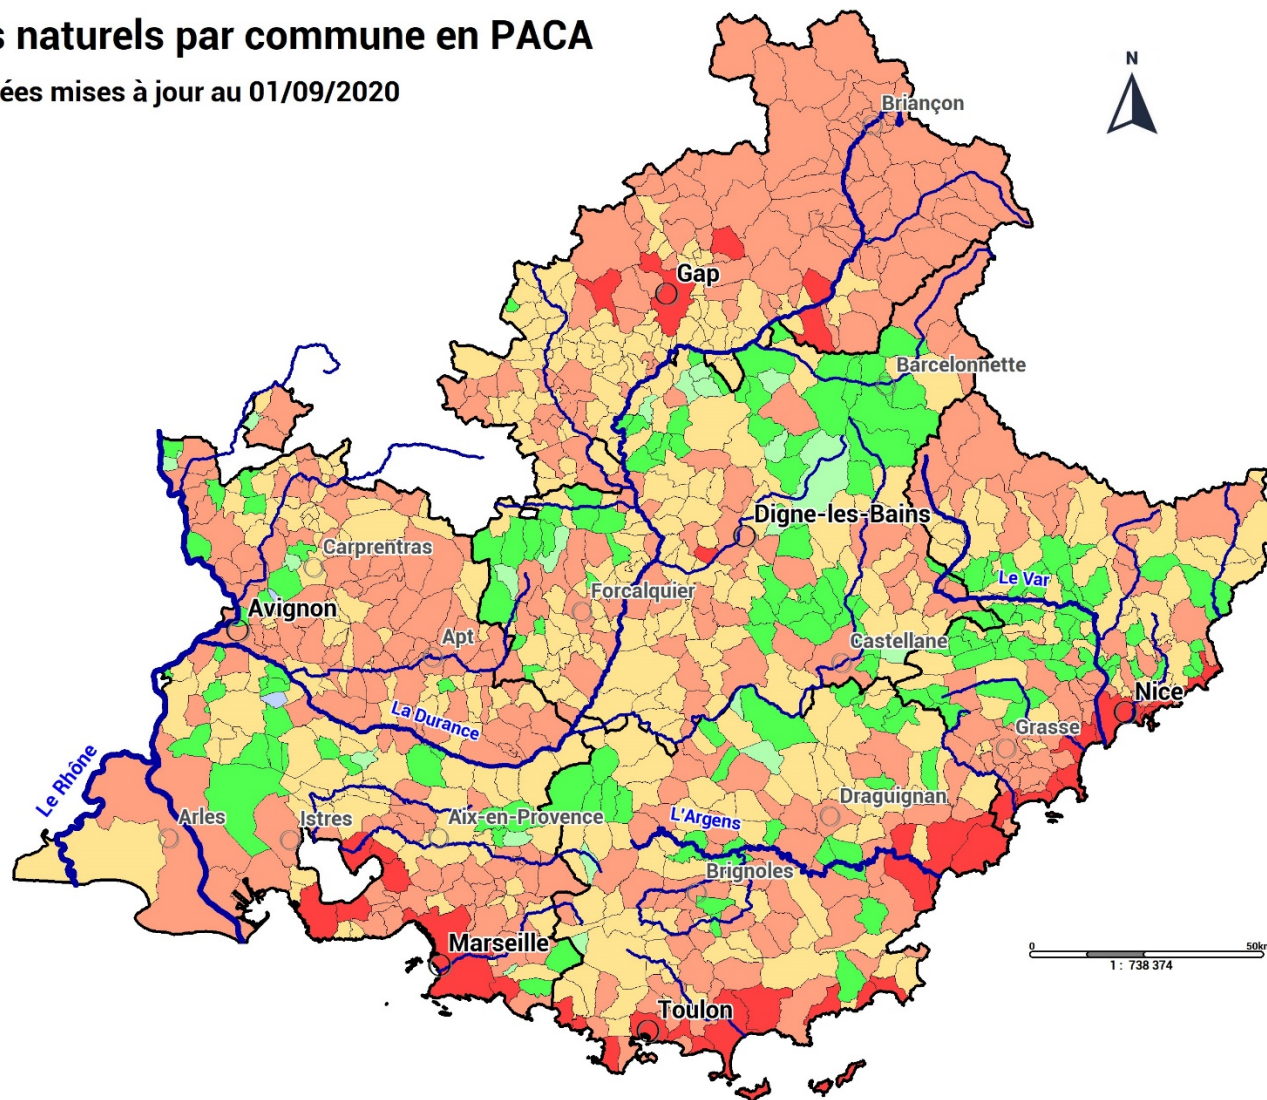 s naturels par commune en PACA
ées mises à jour au 01/09/2020
N
Briançon
Gap
Barcelonnette
Digne-les-Bains
Carprentras
Le Var
Forcalquier
Avignon
Apt
Castellane
Nice
La Durance
Grasse
Le Rhône
Draguignan
Arles
Istres
Aix-en-Provence
L'Argens
Brignoles
Marseille
0 50km
1 : 738 374
Toulon